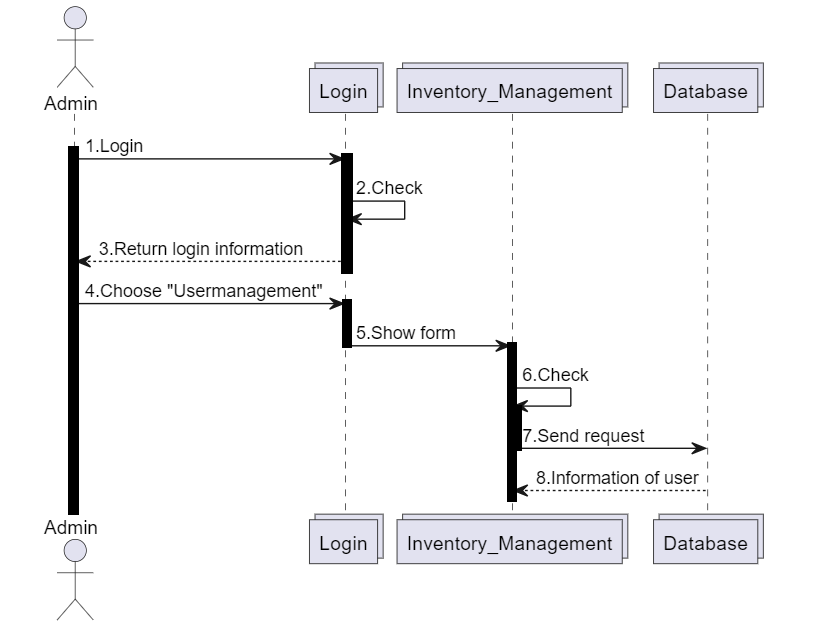 Admin
Login
Inventory_Management
Database
1.Login
2.Check
3.Return login information
4.Choose "Usermanagement"
5.Show form
6.Check
7.Send request
8.Information of user
Admin
Login
Inventory_Management
Database